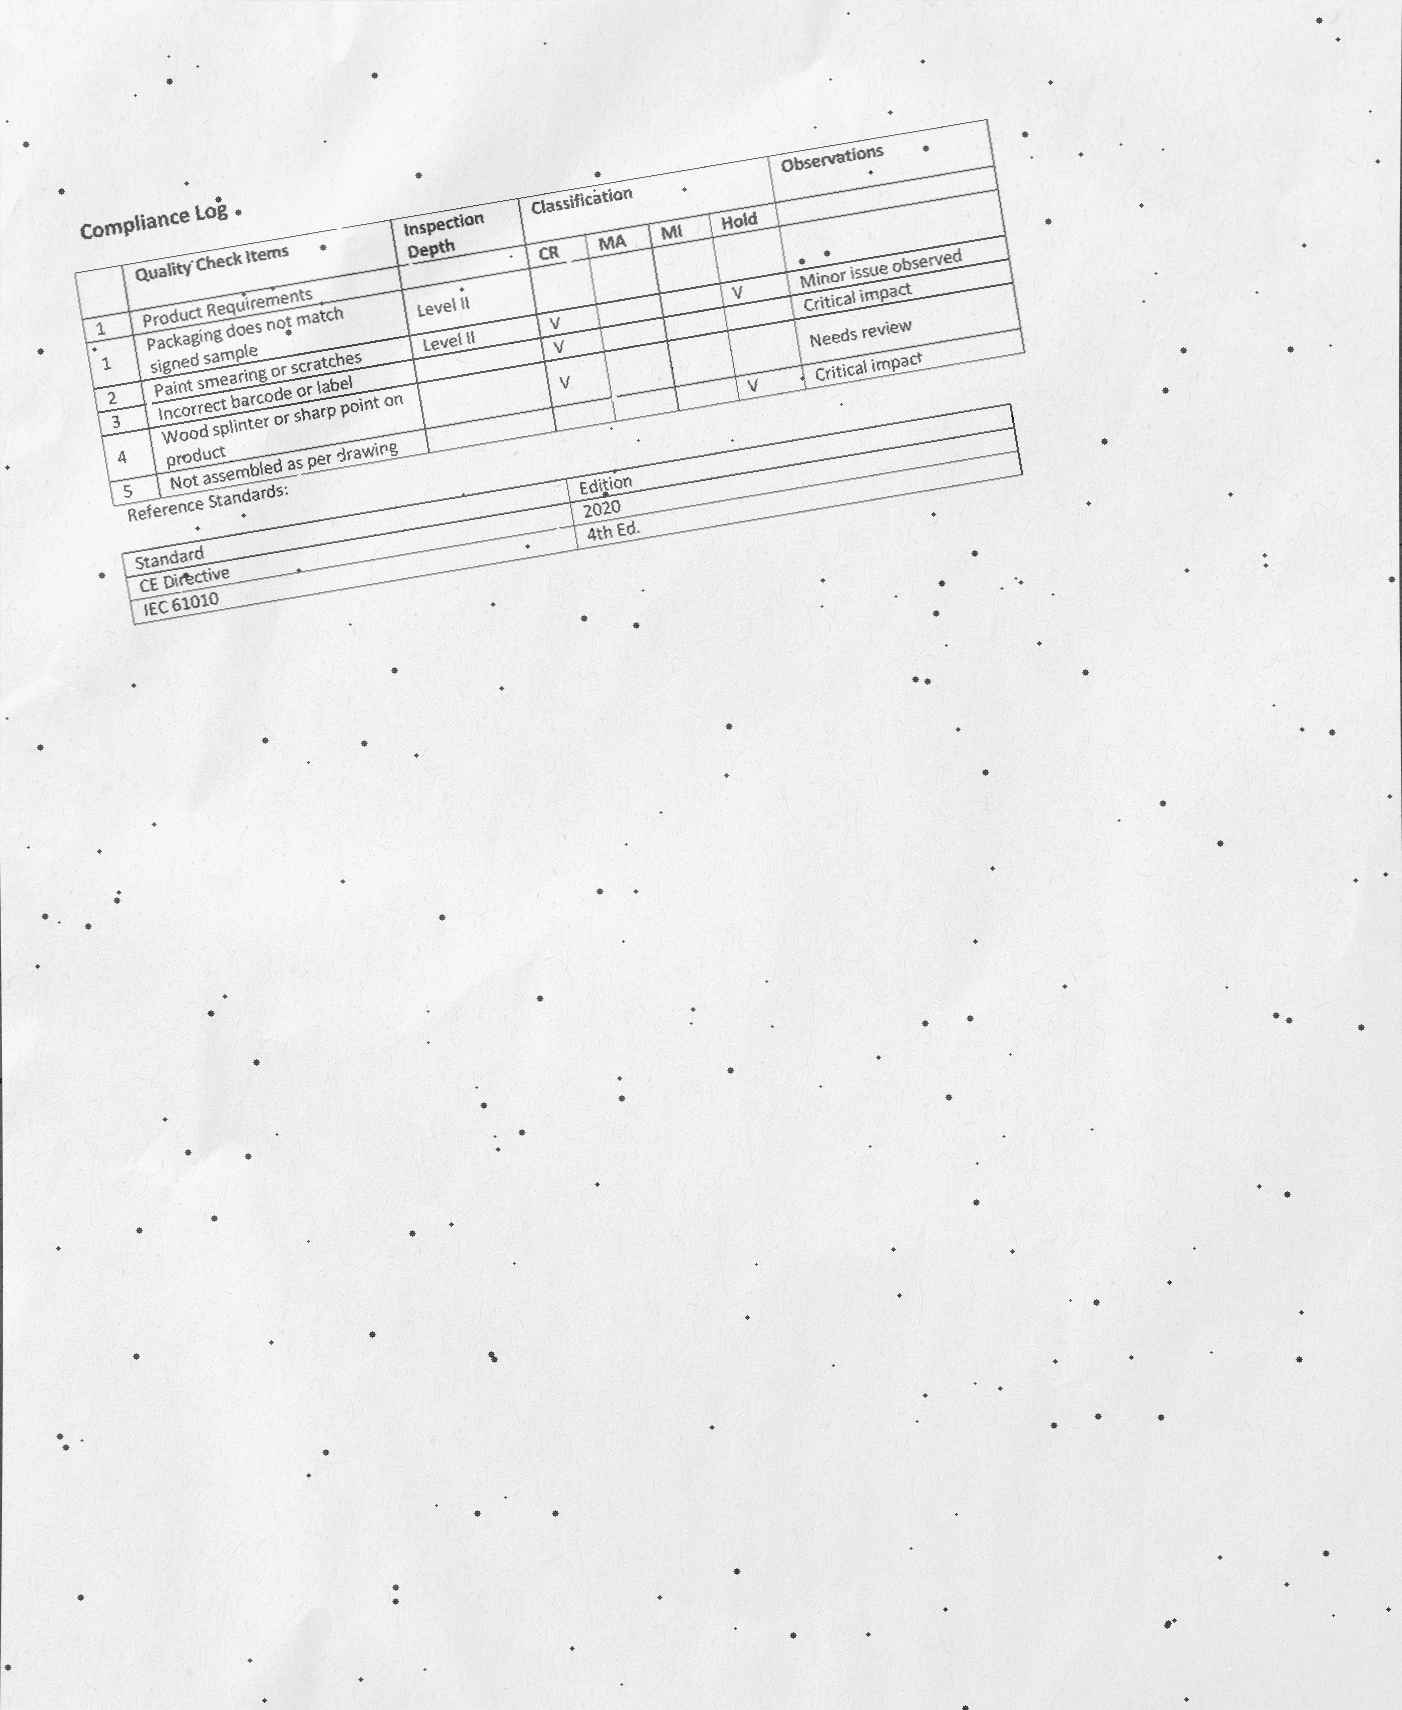 Compliance Log
Quality Check Items Inspection Depth Classification Observations
1 Product Requirements CR MA MI Hold
1 Packaging does not match signed sample Level II
2 Paint smearing or scratches Level II V V Minor issue observed
3 Incorrect barcode or label V Critical impact
4 Wood splinter or sharp point on product V Needs review
5 Not assembled as per drawing V Critical impact
Reference Standards:
Standard Edition
CE Directive 2020
IEC 61010 4th Ed.